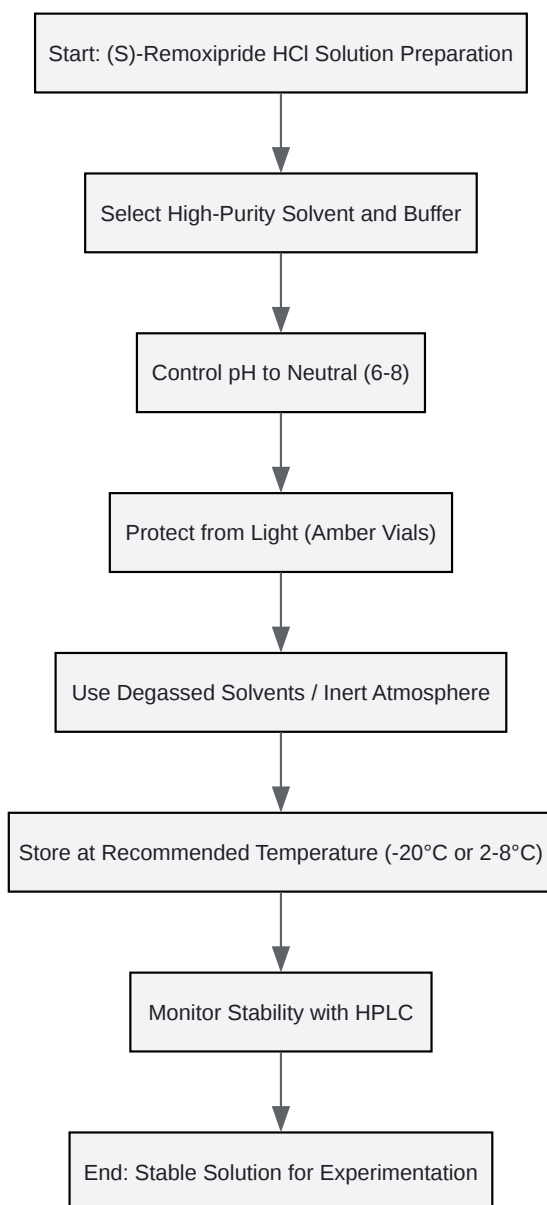 Start: (S)-Remoxipride HCl Solution Preparation
Select High-Purity Solvent and Buffer
Control pH to Neutral (6-8)
Protect from Light (Amber Vials)
Use Degassed Solvents / Inert Atmosphere
Store at Recommended Temperature (-20°C or 2-8°C)
Monitor Stability with HPLC
End: Stable Solution for Experimentation